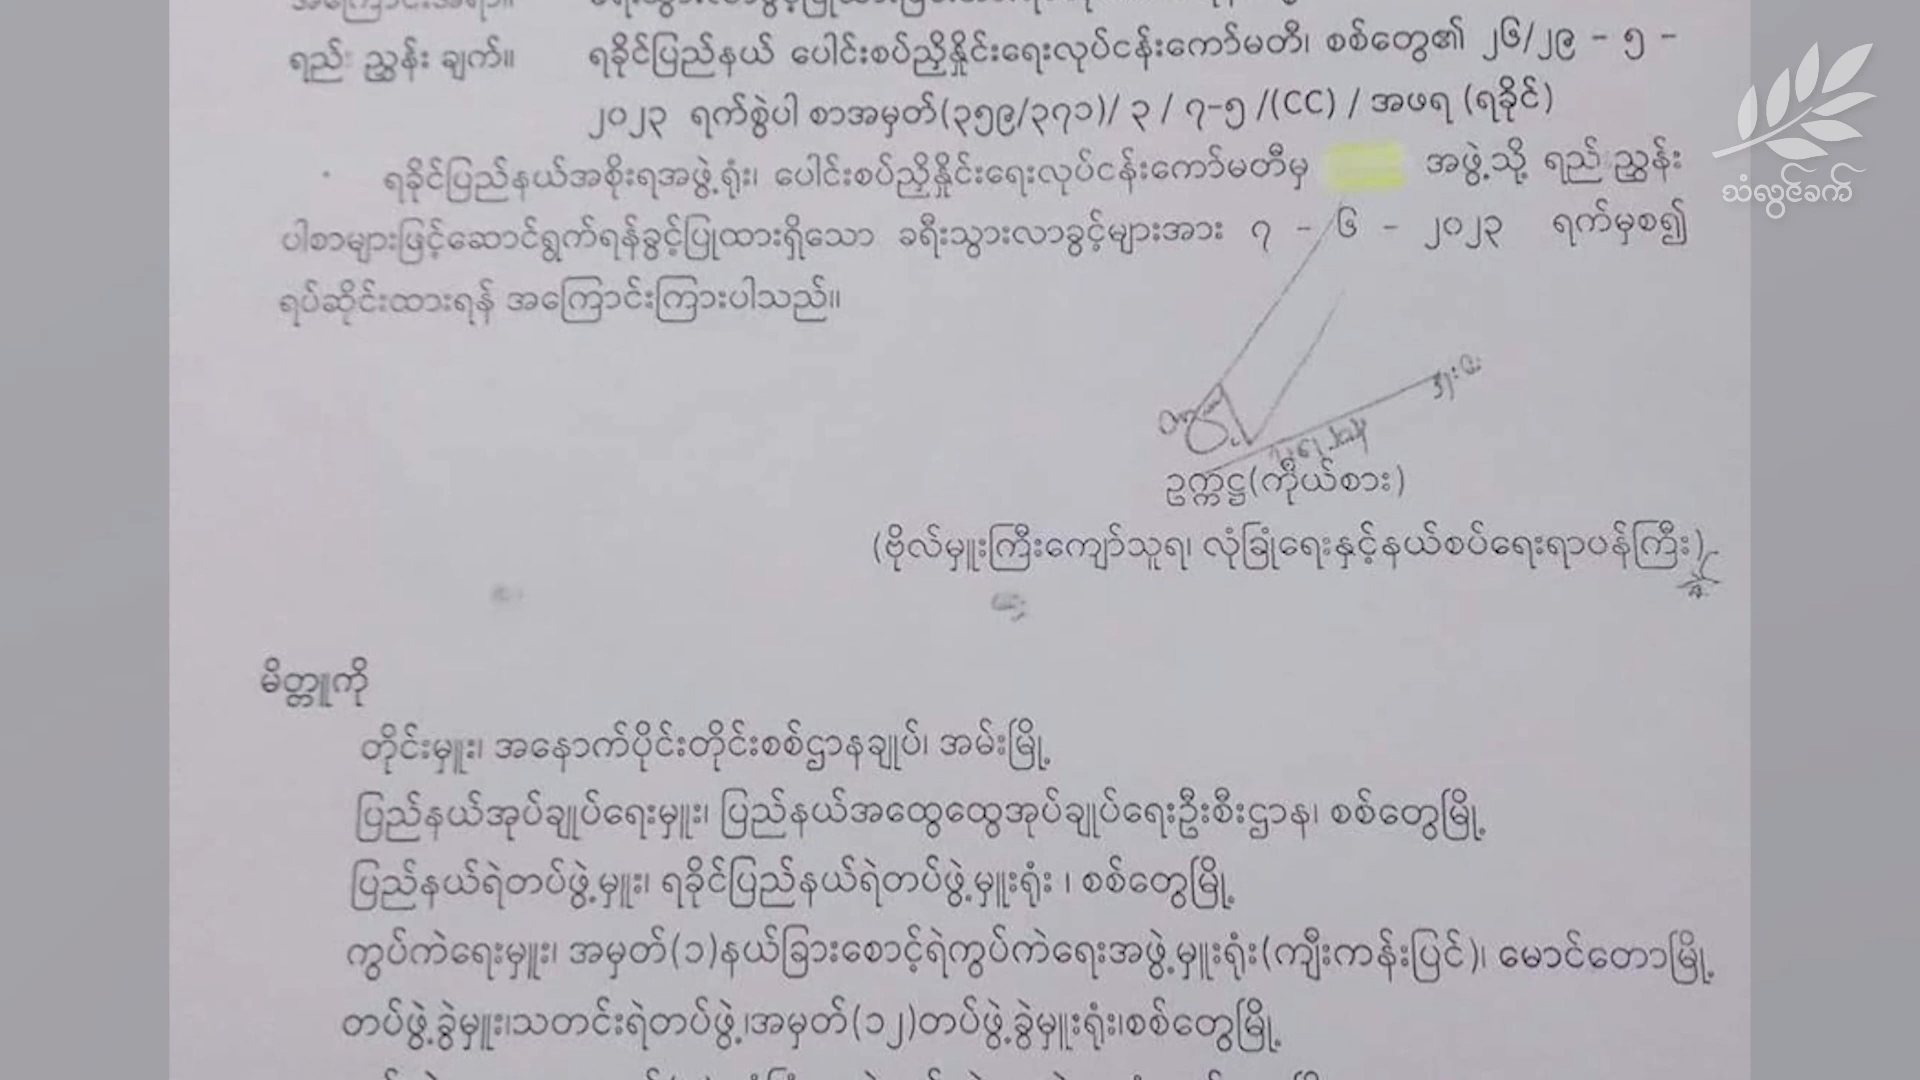 အကြောင်းအရာ။
ရည် ညွှန်း ချက်။ ရခိုင်ပြည်နယ် ပေါင်းစပ်ညှိနှိုင်းရေးလုပ်ငန်းကော်မတီ၊ စစ်တွေ၏ ၂၆/၂၉ - ၅ -
၂၀၂၃ ရက်စွဲပါ စာအမှတ်(၃၅၉/၃၇၁)/ ၃ / ၇-၅ /(CC) / အဖရ (ရခိုင်)
ရခိုင်ပြည်နယ်အစိုးရအဖွဲ့ရုံး၊ ပေါင်းစပ်ညှိနှိုင်းရေးလုပ်ငန်းကော်မတီမှ အဖွဲ့သို့ ရည် ညွှန်း
ပါစာများဖြင့်ဆောင်ရွက်ရန်ခွင့်ပြုထားရှိသော ခရီးသွားလာခွင့်များအား ၇ - ၆ - ၂၀၂၃ ရက်မှစ၍
ရပ်ဆိုင်းထားရန် အကြောင်းကြားပါသည်။
ဥက္ကဋ္ဌ(ကိုယ်စား)
(ဗိုလ်မှူးကြီးကျော်သူရ၊ လုံခြုံရေးနှင့်နယ်စပ်ရေးရာဝန်ကြီး)
မိတ္တူကို
တိုင်းမှူး၊ အနောက်ပိုင်းတိုင်းစစ်ဌာနချုပ်၊ အမ်းမြို့
ပြည်နယ်အုပ်ချုပ်ရေးမှူး၊ ပြည်နယ်အထွေထွေအုပ်ချုပ်ရေးဦးစီးဌာန၊ စစ်တွေမြို့
ပြည်နယ်ရဲတပ်ဖွဲ့မှူး၊ ရခိုင်ပြည်နယ်ရဲတပ်ဖွဲ့မှူးရုံး ၊ စစ်တွေမြို့
ကွပ်ကဲရေးမှူး၊ အမှတ်(၁)နယ်ခြားစောင့်ရဲကွပ်ကဲရေးအဖွဲ့မှူးရုံး(ကျီးကန်းပြင်)၊ မောင်တောမြို့
တပ်ဖွဲ့ခွဲမှူး၊သတင်းရဲတပ်ဖွဲ့၊အမှတ်(၁၂)တပ်ဖွဲ့ခွဲမှူးရုံး၊စစ်တွေမြို့
သံလွင်ခက်